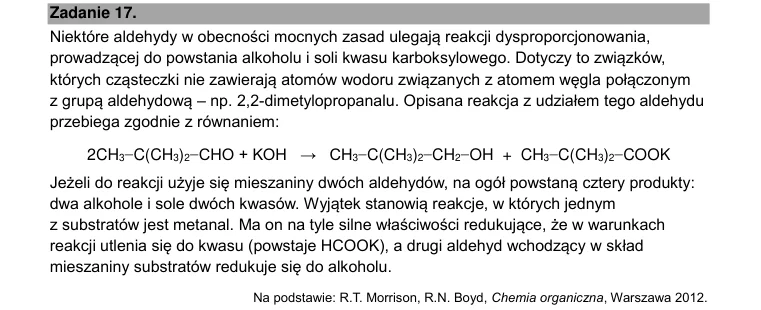 Zadanie 17.
Niektóre aldehydy w obecności mocnych zasad ulegają reakcji dysproporcjonowania,
prowadzącej do powstania alkoholu i soli kwasu karboksylowego. Dotyczy to związków,
których cząsteczki nie zawierają atomów wodoru związanych z atomem węgla połączonym
z grupą aldehydową – np. 2,2-dimetylopropanalu. Opisana reakcja z udziałem tego aldehydu
przebiega zgodnie z równaniem:
2CH₃–C(CH₃)₂–CHO + KOH → CH₃–C(CH₃)₂–CH₂–OH + CH₃–C(CH₃)₂–COOK
Jeżeli do reakcji użyje się mieszaniny dwóch aldehydów, na ogół powstaną cztery produkty:
dwa alkohole i sole dwóch kwasów. Wyjątek stanowią reakcje, w których jednym
z substratów jest metanal. Ma on na tyle silne właściwości redukujące, że w warunkach
reakcji utlenia się do kwasu (powstaje HCOOK), a drugi aldehyd wchodzący w skład
mieszaniny substratów redukuje się do alkoholu.
Na podstawie: R.T. Morrison, R.N. Boyd, Chemia organiczna, Warszawa 2012.